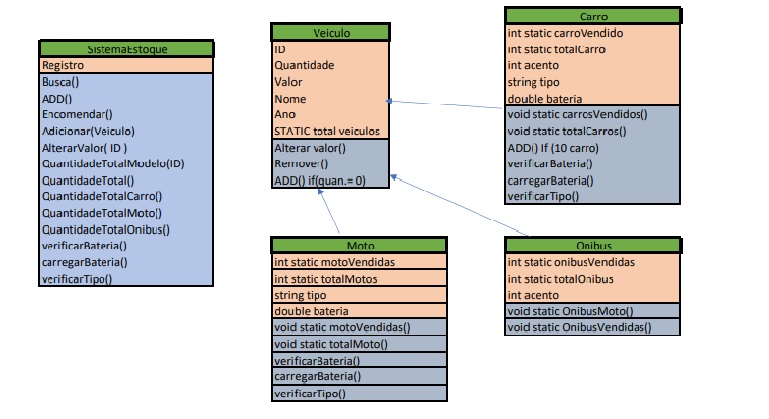 SistemaEstoque
Registro
Busca()
ADD()
Encomendar()
Adicionar(Veiculo)
AlterarValor( ID )
QuantidadeTotalModelo(ID)
QuantidadeTotal()
QuantidadeTotalCarro()
QuantidadeTotalMoto()
QuantidadeTotalOnibus()
verificarBateria()
carregarBateria()
verificarTipo()
Veiculo
ID
Quantidade
Valor
Nome
Ano
STATIC total veiculos
Alterar valor()
Remover()
ADD() if(quan.= 0)
Carro
int static carroVendido
int static totalCarro
int acento
string tipo
double bateria
void static carrosVendidos()
void static totalCarros()
ADD() If (10 carro)
verificarBateria()
carregarBateria()
verificarTipo()
Moto
int static motoVendidas
int static totalMotos
string tipo
double bateria
void static motoVendidas()
void static totalMoto()
verificarBateria()
carregarBateria()
verificarTipo()
Onibus
int static onibusVendidas
int static totalOnibus
int acento
void static OnibusMoto()
void static OnibusVendidas()